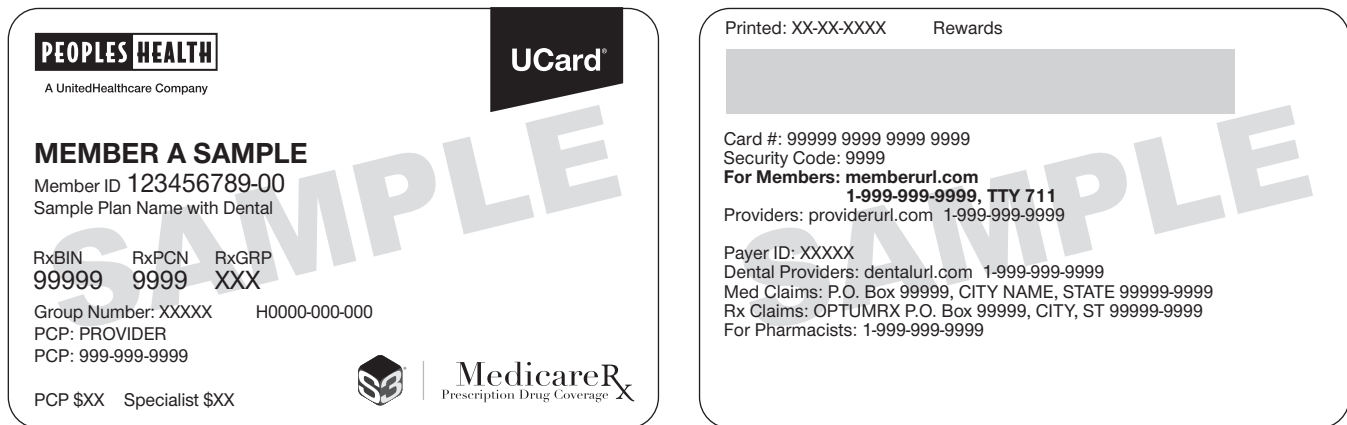 PEOPLES HEALTH
A UnitedHealthcare Company
UCard®
MEMBER A SAMPLE
Member ID 123456789-00
Sample Plan Name with Dental
RxBIN RxPCN RxGRP
99999 9999 XXX
Group Number: XXXXX H0000-000-000
PCP: PROVIDER
PCP: 999-999-9999
PCP $XX Specialist $XX
S3
MedicareRx
Prescription Drug Coverage
SAMPLE
Printed: XX-XX-XXXX Rewards
Card #: 99999 9999 9999 9999
Security Code: 9999
For Members: memberurl.com
1-999-999-9999, TTY 711
Providers: providerurl.com 1-999-999-9999
Payer ID: XXXXX
Dental Providers: dentalurl.com 1-999-999-9999
Med Claims: P.O. Box 99999, CITY NAME, STATE 99999-9999
Rx Claims: OPTUMRX P.O. Box 99999, CITY, ST 99999-9999
For Pharmacists: 1-999-999-9999
SAMPLE